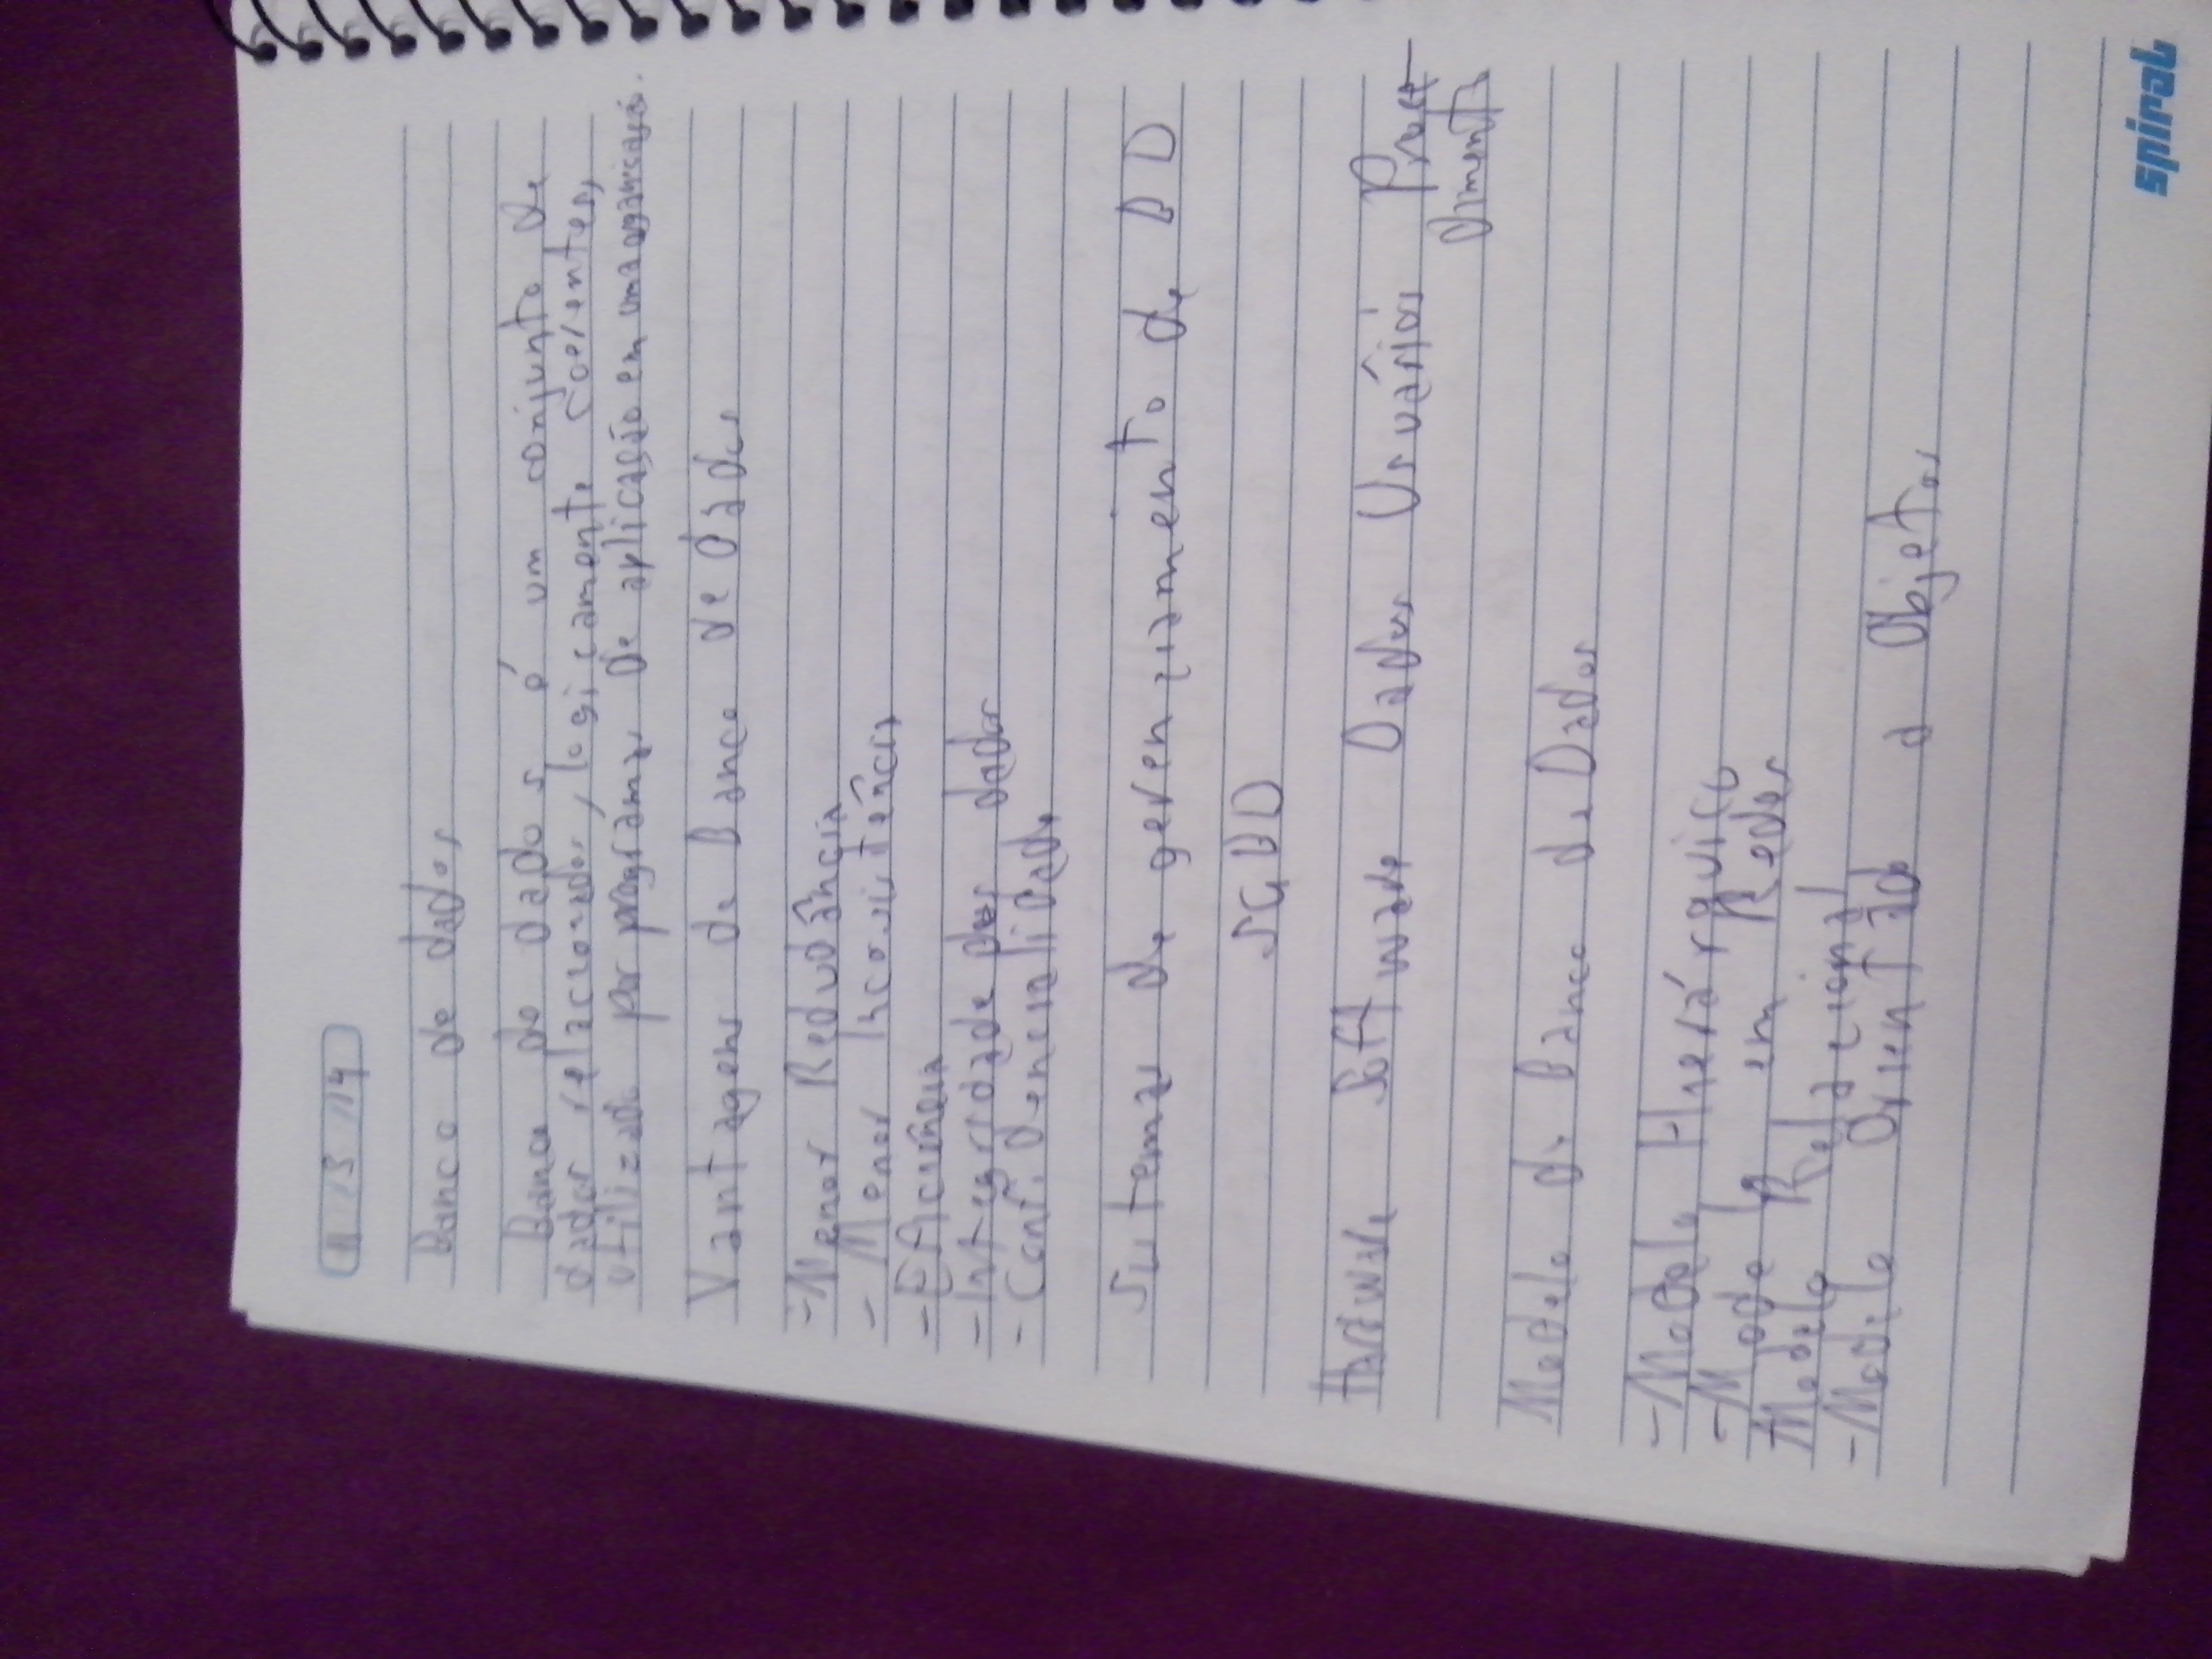 11 / 3 / 14
Banco de dados
Banco de dados é um conjunto de
dados relacionados, logicamente coerentes,
utilizado por programas de aplicação em uma organização.
Vantagens de Banco de Dados
- Menor Redudância
- Menor Inconsistência
- Eficiência
- Integridade dos dados
- Confidencialidade
Sistemas de gerenciamento de BD
SGBD
Hardware Software Dados Usuários Proce-
dimento
Modelo de Banco de Dados
- Modelo Hierárquico
- Modelo em Redes
Modelo Relacional
- Modelo Orientado a Objetos
spiral